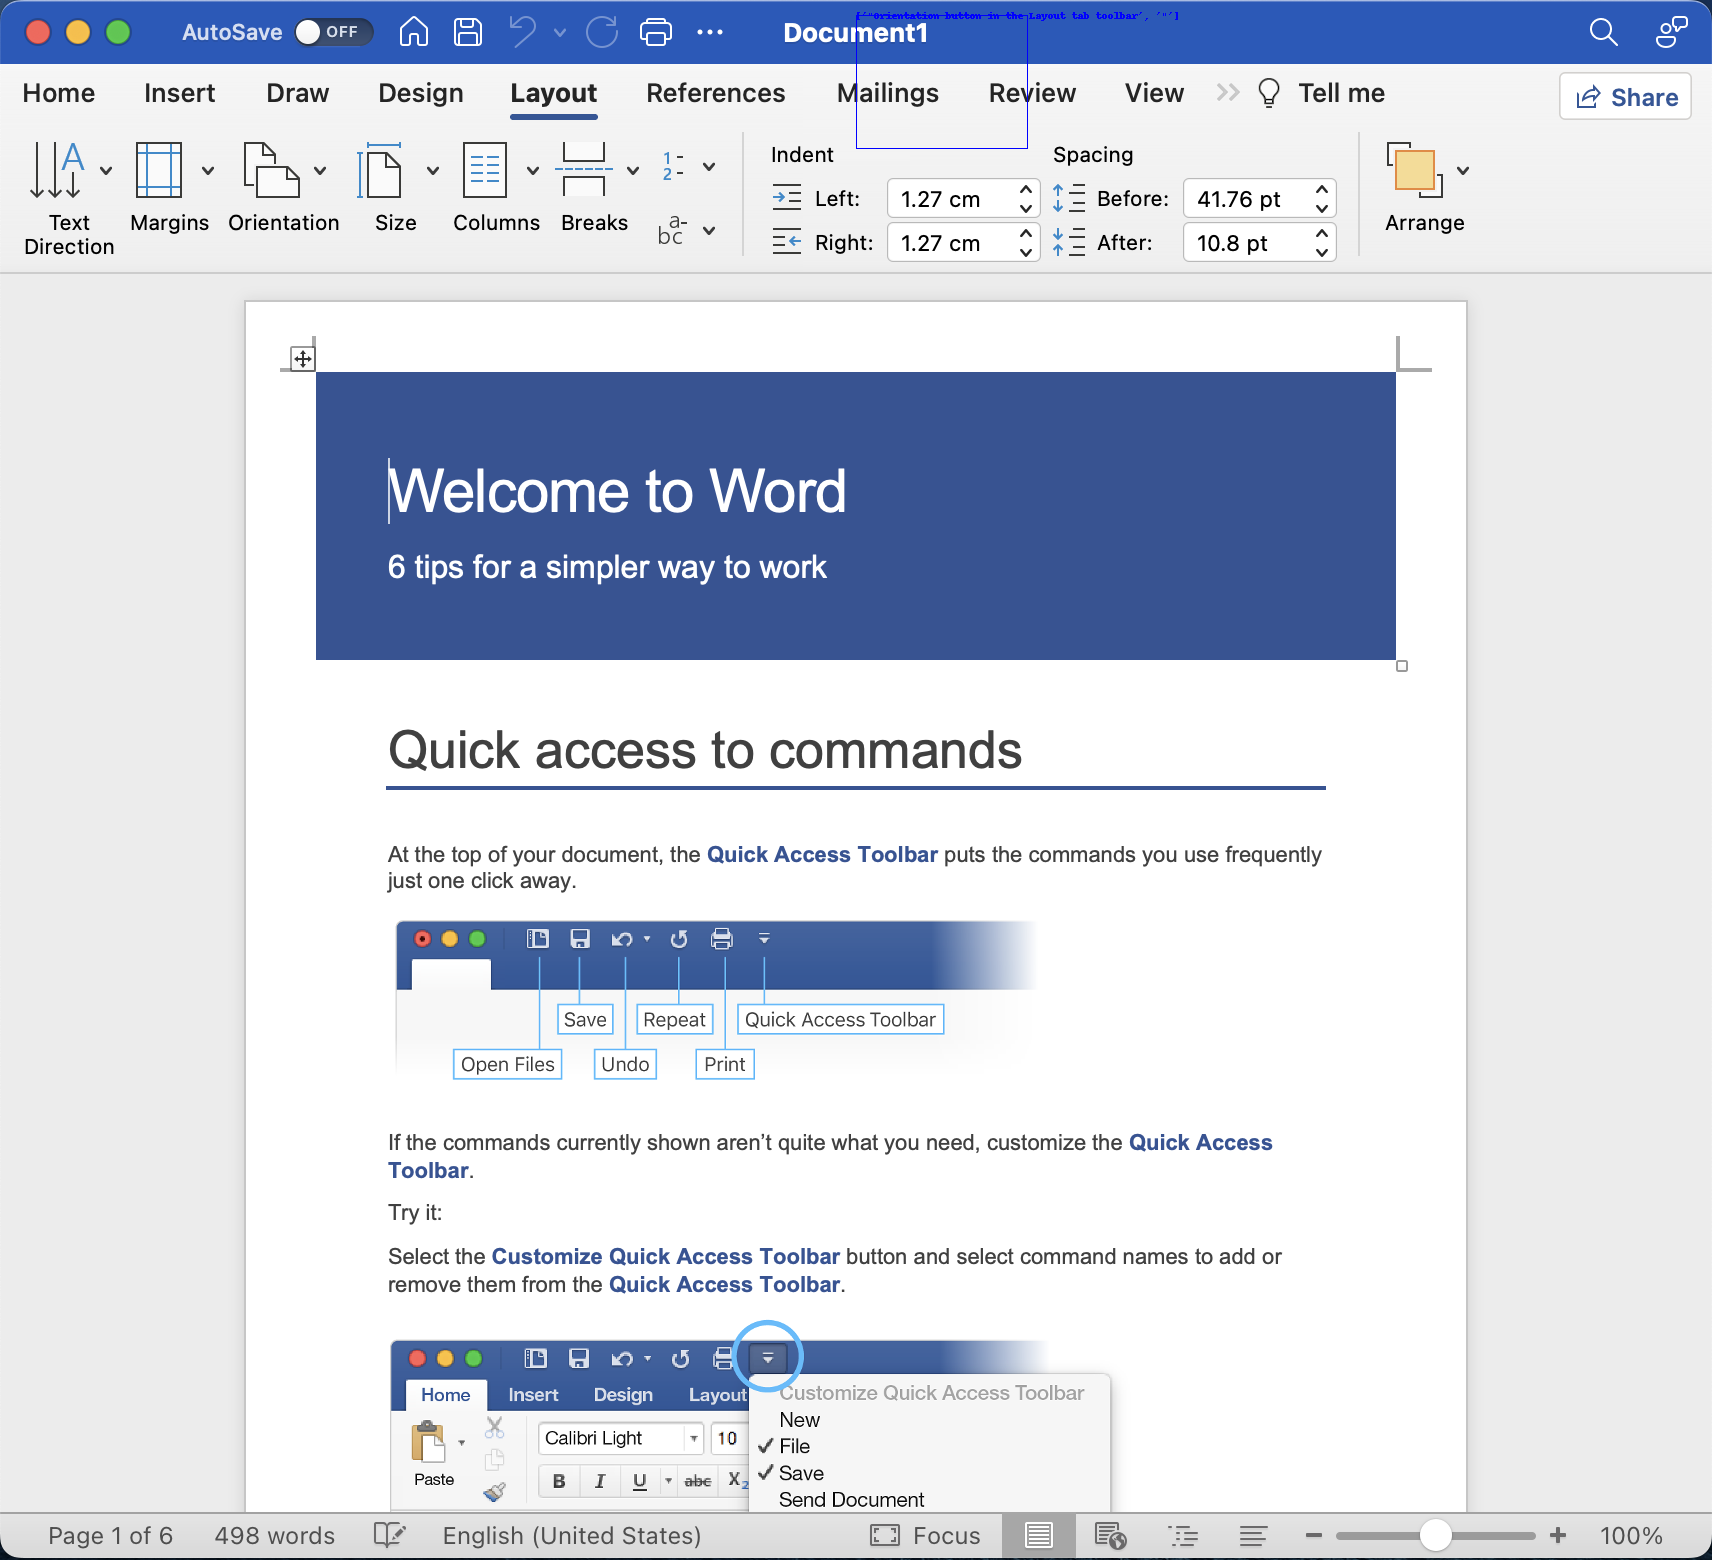 ['"Orientation button in the Layout tab toolbar', '"']
AutoSave OFF Document1
Home Insert Draw Design Layout References Mailings Review View Tell me Share
Text Direction
Margins
Orientation
Size
Columns
Breaks
1 -
2 -
a-
bc
Indent
Left: 1.27 cm
Right: 1.27 cm
Spacing
Before: 41.76 pt
After: 10.8 pt
Arrange
Welcome to Word
6 tips for a simpler way to work
Quick access to commands
At the top of your document, the Quick Access Toolbar puts the commands you use frequently
just one click away.
Save Repeat Quick Access Toolbar
Open Files Undo Print
If the commands currently shown aren’t quite what you need, customize the Quick Access
Toolbar.
Try it:
Select the Customize Quick Access Toolbar button and select command names to add or
remove them from the Quick Access Toolbar.
Home Insert Design Layout
Customize Quick Access Toolbar
New
File
Save
Send Document
Calibri Light 10
Paste
B I U abc X2
Page 1 of 6 498 words English (United States) Focus 100%